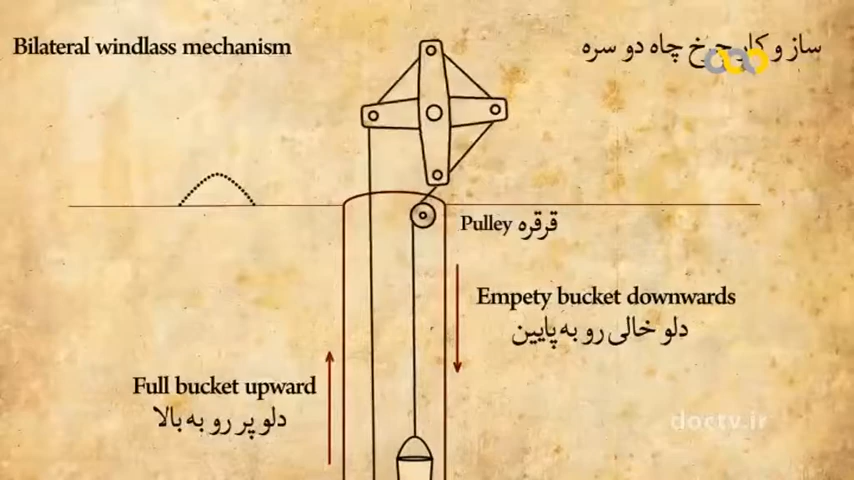 Bilateral windlass mechanism
ساز و کار چرخ چاه دو سره
Pulley قرقره
Empety bucket downwards
دلو خالی رو به پایین
Full bucket upward
دلو پر رو به بالا
doctv.ir